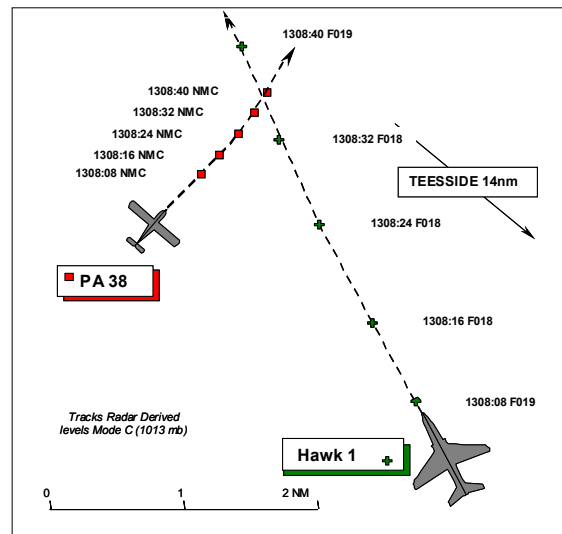 1308:40 F019
1308:40 NMC
1308:32 NMC
1308:24 NMC
1308:16 NMC
1308:08 NMC
1308:32 F018
TEESSIDE 14nm
1308:24 F018
PA 38
1308:16 F018
1308:08 F019
Tracks Radar Derived
levels Mode C (1013 mb)
Hawk 1
0 1 2 NM